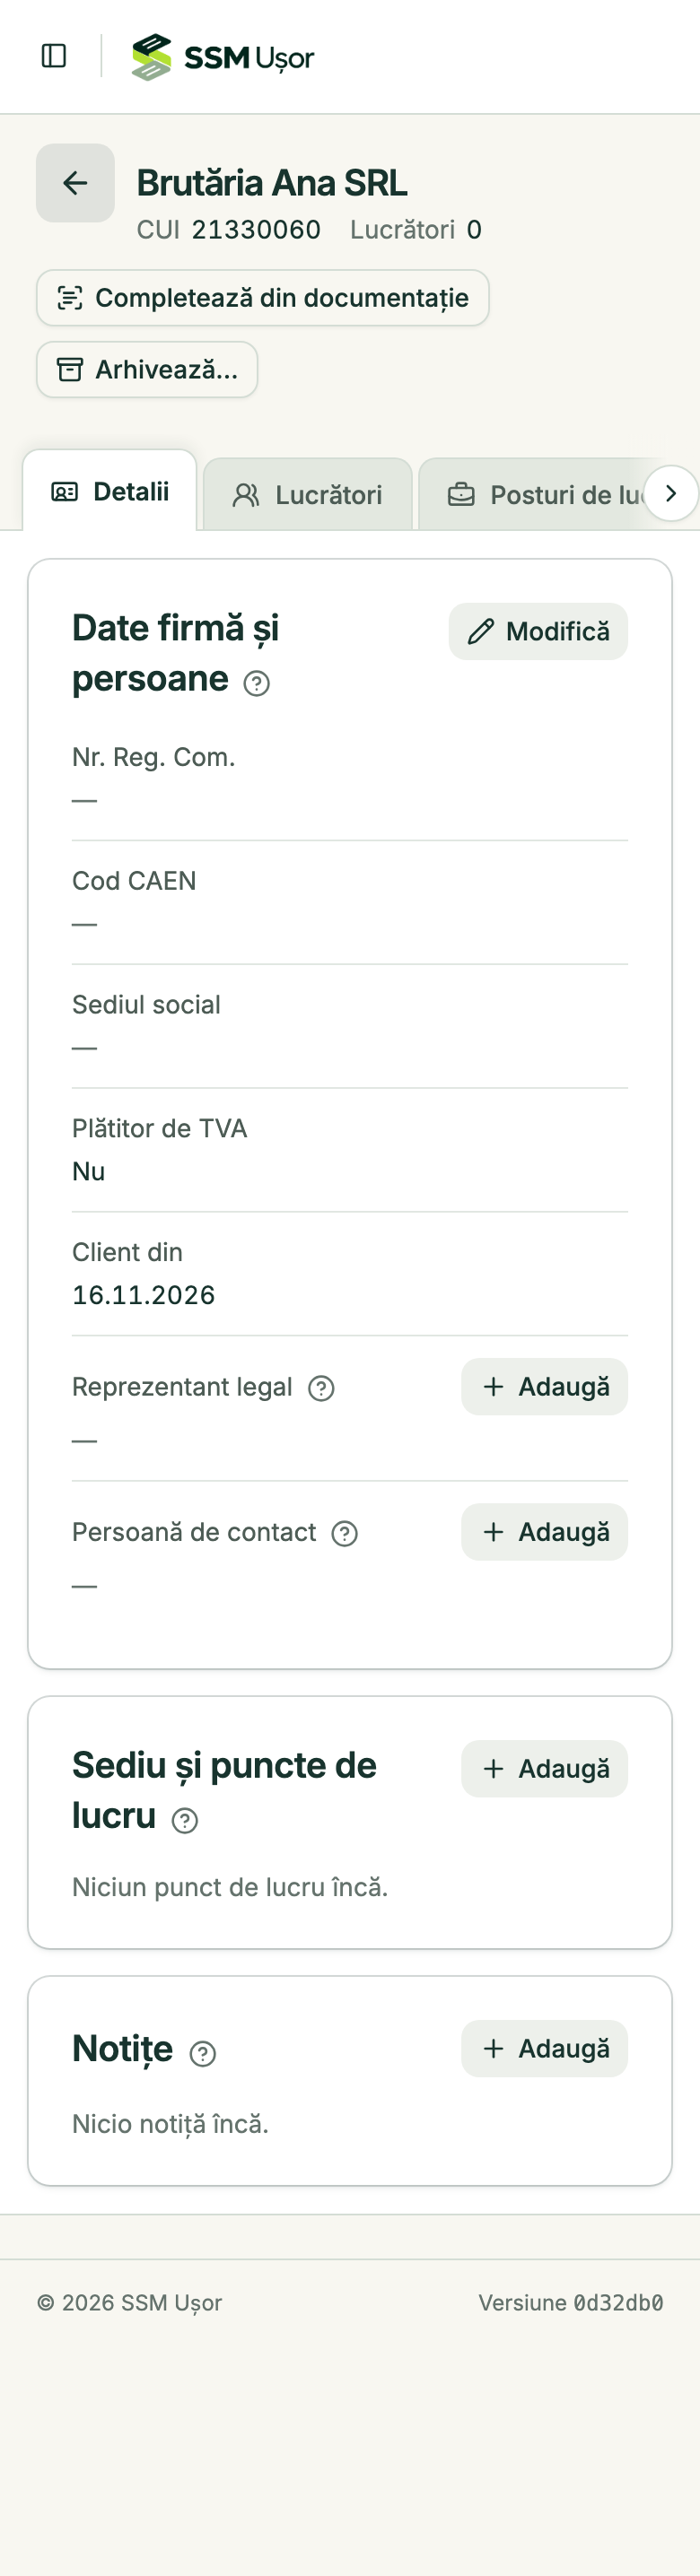 SSM Ușor
Brutăria Ana SRL
CUI 21330060 Lucrători 0
Completează din documentație
Arhivează...
Detalii
Lucrători
Posturi de
Date firmă și
persoane
Modifică
Nr. Reg. Com.
—
Cod CAEN
—
Sediul social
—
Plătitor de TVA
Nu
Client din
16.11.2026
Reprezentant legal
Adaugă
—
Persoană de contact
Adaugă
—
Sediu și puncte de
lucru
Adaugă
Niciun punct de lucru încă.
Notițe
Adaugă
Nicio notiță încă.
© 2026 SSM Ușor
Versiune 0d32db0